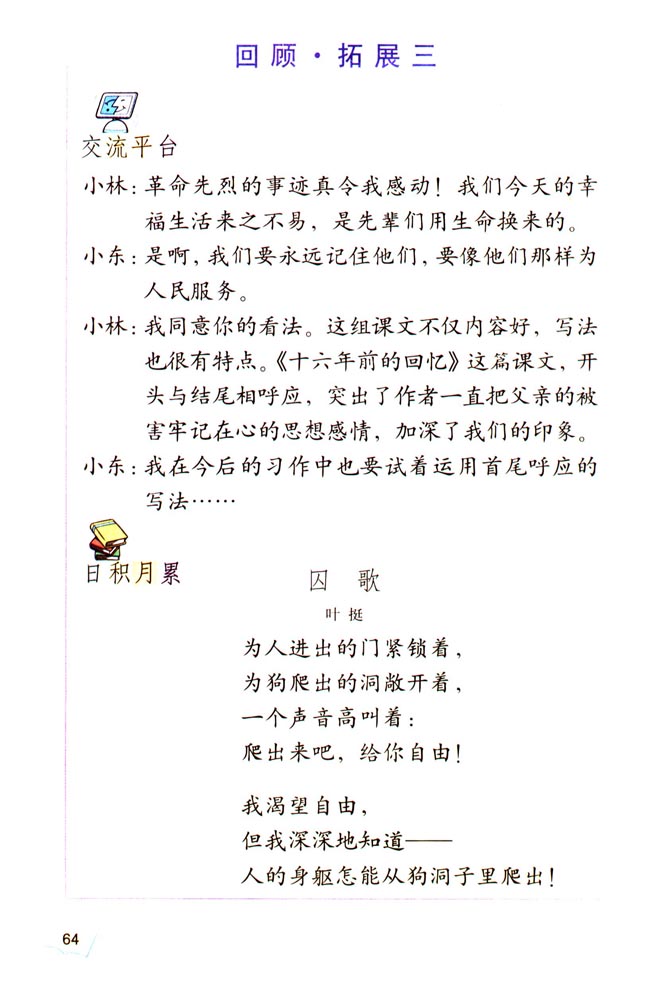 回顾·拓展三
交流平台
小林：革命先烈的事迹真令我感动！我们今天的幸
福生活来之不易，是先辈们用生命换来的。
小东：是啊，我们要永远记住他们，要像他们那样为
人民服务。
小林：我同意你的看法。这组课文不仅内容好，写法
也很有特点。《十六年前的回忆》这篇课文，开
头与结尾相呼应，突出了作者一直把父亲的被
害牢记在心的思想感情，加深了我们的印象。
小东：我在今后的习作中也要试着运用首尾呼应的
写法……
日积月累
囚歌
叶挺
为人进出的门紧锁着，
为狗爬出的洞敞开着，
一个声音高叫着：
爬出来吧，给你自由！
我渴望自由，
但我深深地知道——
人的身躯怎能从狗洞子里爬出！
64